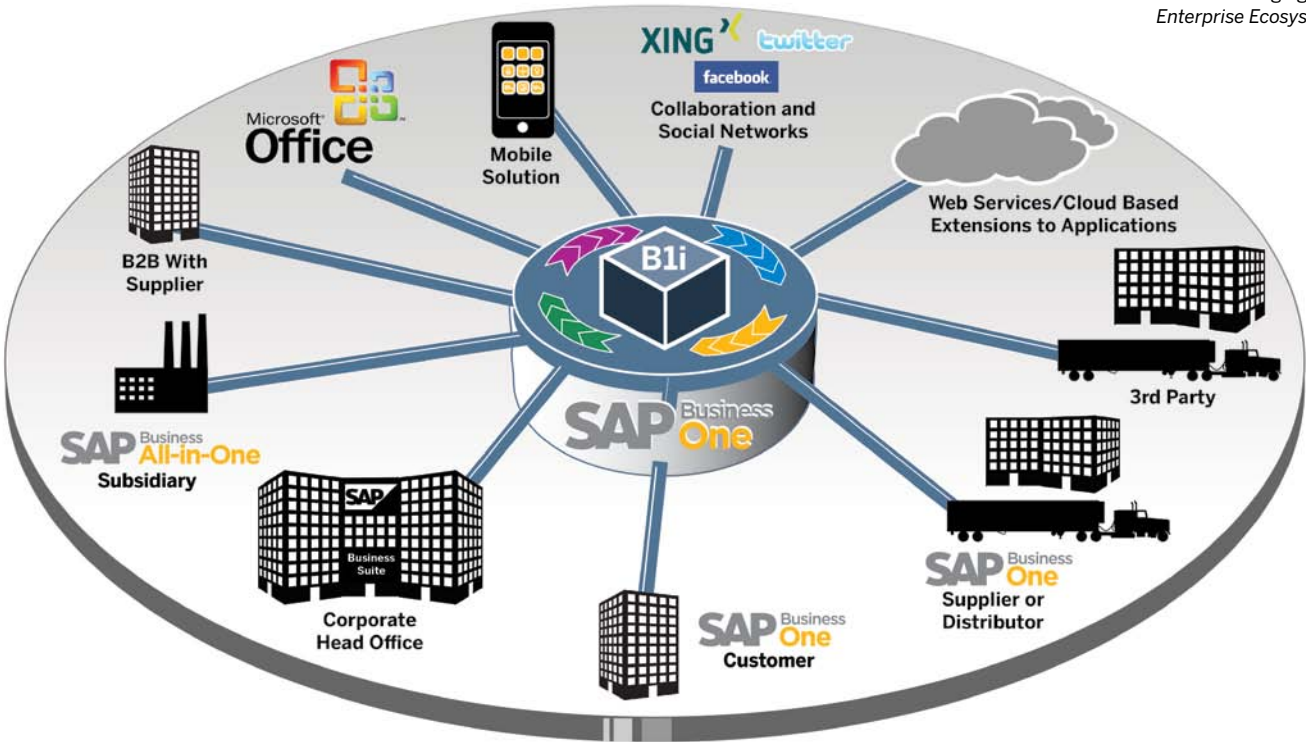 Enterprise Ecosys
XING
twitter
facebook
Collaboration and
Social Networks
Microsoft®
Office
™
Mobile
Solution
Web Services/Cloud Based
Extensions to Applications
B2B With
Supplier
B1i
3rd Party
SAP Business
One
SAP Business
All-in-One
Subsidiary
SAP
Business
Suite
Corporate
Head Office
SAP Business
One
Customer
SAP Business
One
Supplier or
Distributor